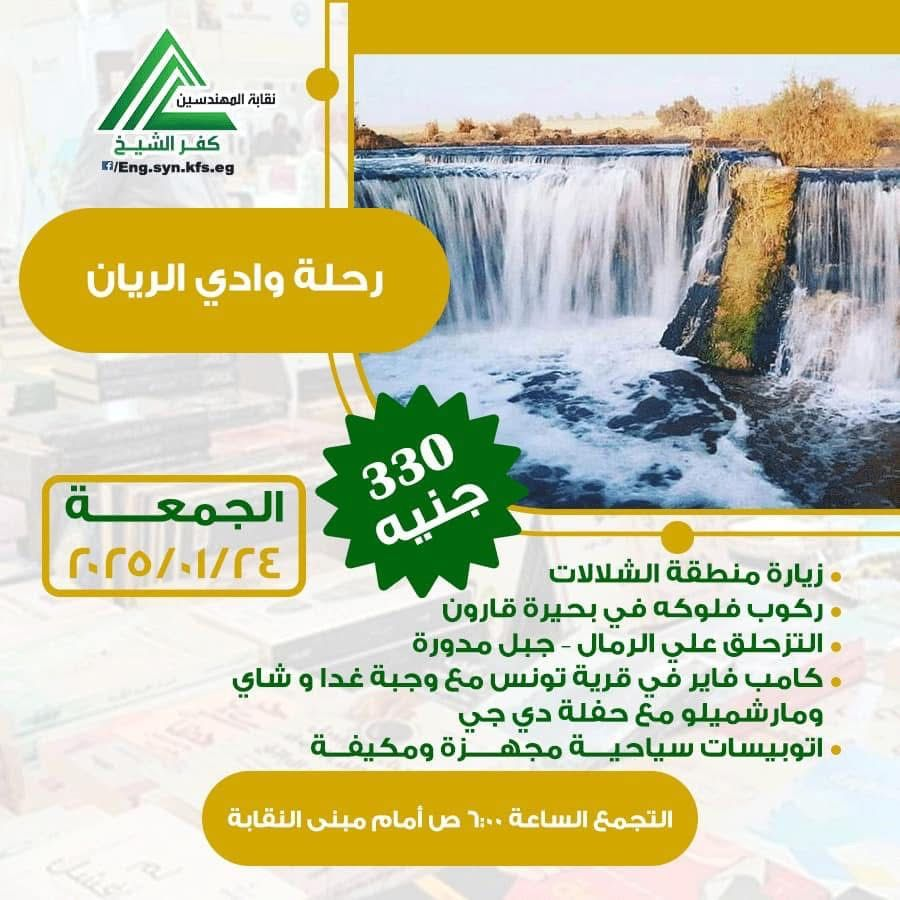 نقابة المهندسين
كفر الشيخ
/Eng.syn.kfs.eg
رحلة وادي الريان
330
جنيه
الجمعة
٢٠٢٥/٠١/٢٤
• زيارة منطقة الشلالات
• ركوب فلوكه في بحيرة قارون
• التزحلق علي الرمال - جبل مدورة
• كامب فاير في قرية تونس مع وجبة غدا و شاي
ومارشميلو مع حفلة دي جي
• اتوبيسات سياحية مجهزة ومكيفة
التجمع الساعة ٦:٠٠ ص أمام مبنى النقابة